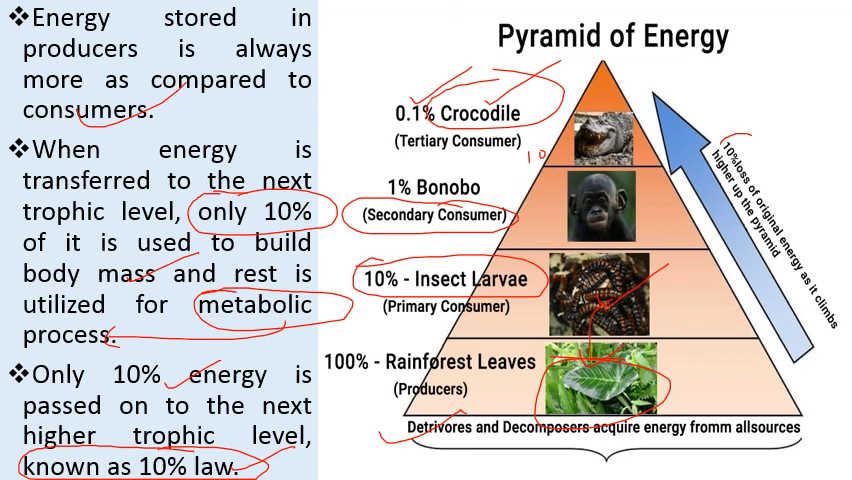 ❖Energy stored in
producers is always
more as compared to
consumers.
❖When energy is
transferred to the next
trophic level, only 10%
of it is used to build
body mass and rest is
utilized for metabolic
process.
❖Only 10% energy is
passed on to the next
higher trophic level,
known as 10% law.
Pyramid of Energy
0.1% Crocodile
(Tertiary Consumer)
10
1% Bonobo
(Secondary Consumer)
10% - Insect Larvae
(Primary Consumer)
100% - Rainforest Leaves
(Producers)
10%loss of original energy as it climbs
higher up the pyramid
Detrivores and Decomposers acquire energy fromm allsources